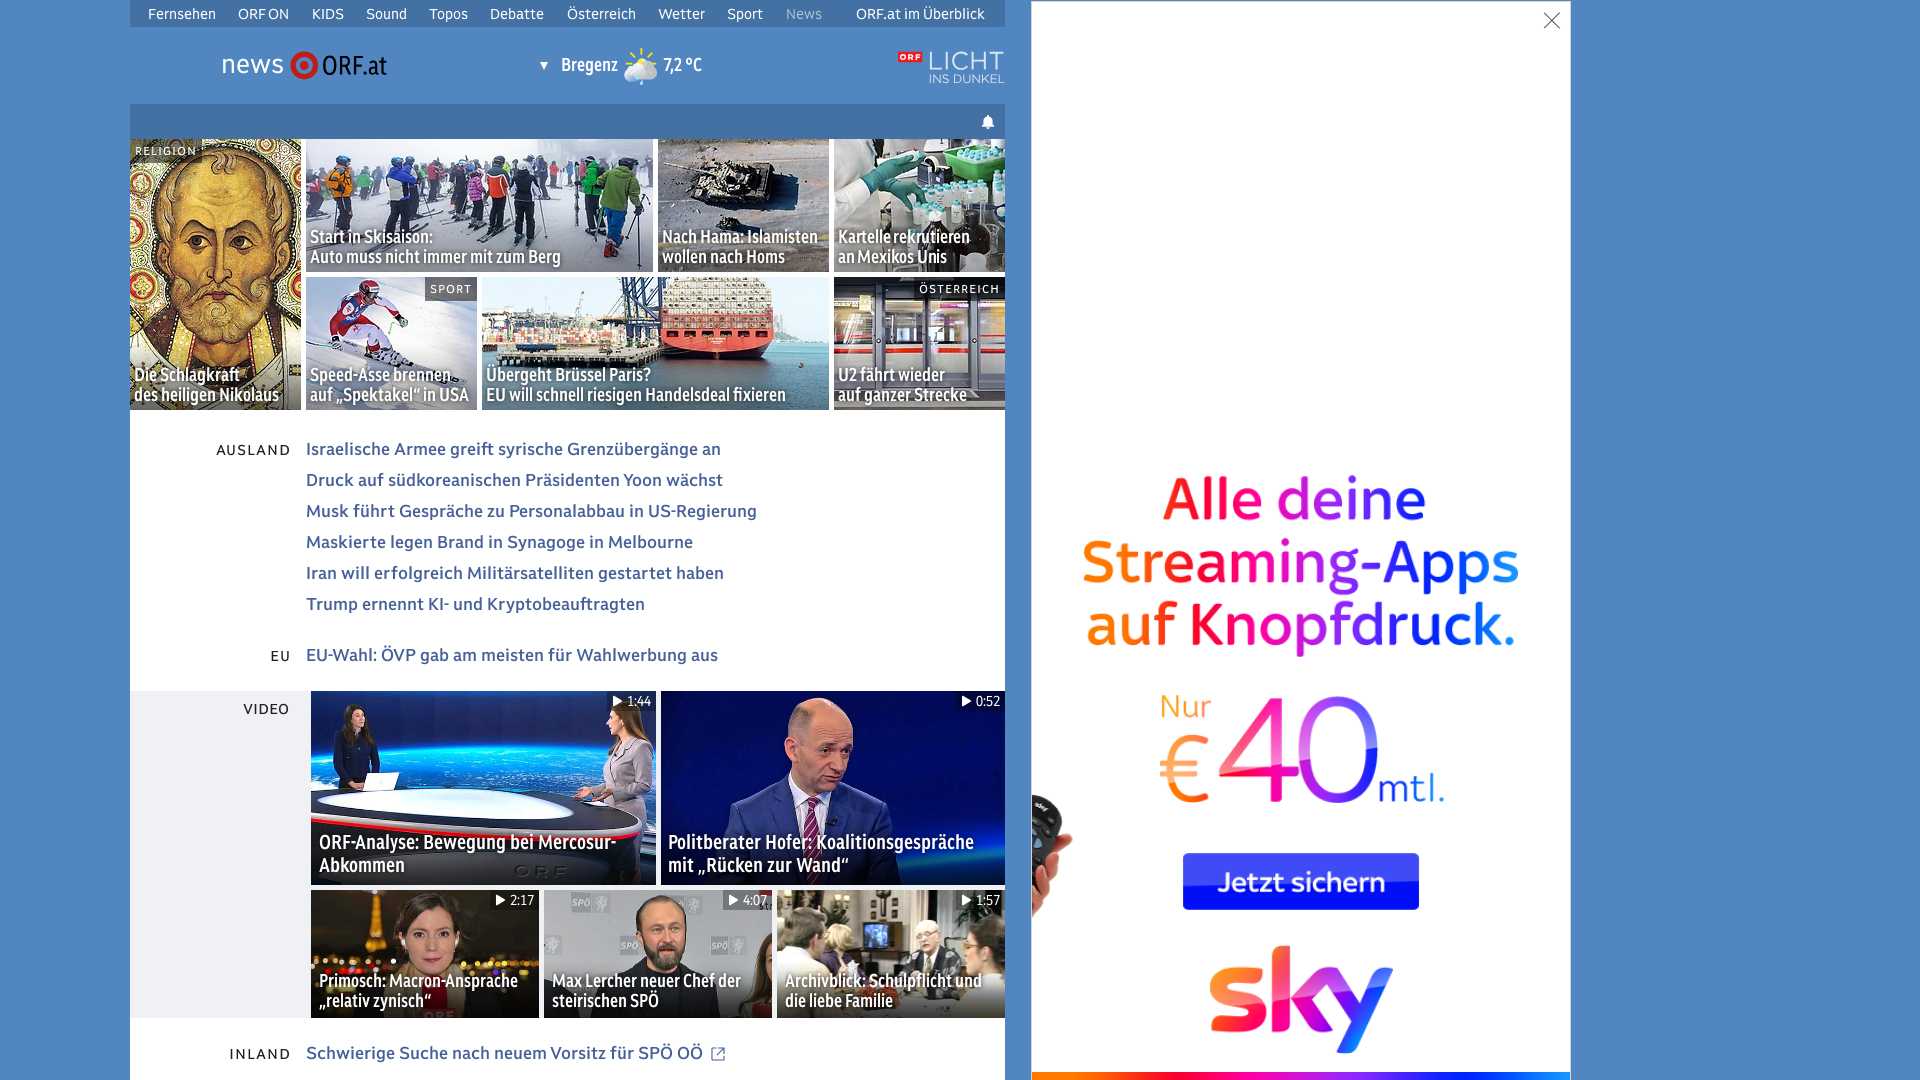 Fernsehen ORF ON KIDS Sound Topos Debatte Österreich Wetter Sport News ORF.at im Überblick
news ORF.at
Bregenz 7,2 °C
ORF LICHT
INS DUNKEL
RELIGION
Die Schlagkraft
des heiligen Nikolaus
Start in Skisaison:
Auto muss nicht immer mit zum Berg
Nach Hama: Islamisten
wollen nach Homs
Kartelle rekrutieren
an Mexikos Unis
SPORT
Speed-Asse brennen
auf „Spektakel“ in USA
Übergeht Brüssel Paris?
EU will schnell riesigen Handelsdeal fixieren
ÖSTERREICH
U2 fährt wieder
auf ganzer Strecke
AUSLAND
Israelische Armee greift syrische Grenzübergänge an
Druck auf südkoreanischen Präsidenten Yoon wächst
Musk führt Gespräche zu Personalabbau in US-Regierung
Maskierte legen Brand in Synagoge in Melbourne
Iran will erfolgreich Militärsatelliten gestartet haben
Trump ernennt KI- und Kryptobeauftragten
EU
EU-Wahl: ÖVP gab am meisten für Wahlwerbung aus
VIDEO
1:44
ORF-Analyse: Bewegung bei Mercosur-
Abkommen
ORF
0:52
Politberater Hofer: Koalitionsgespräche
mit „Rücken zur Wand“
2:17
Primosch: Macron-Ansprache
„relativ zynisch“
ORF
4:07
SPÖ
SPÖ
SPÖ
Max Lercher neuer Chef der
steirischen SPÖ
1:57
Archivblick: Schulpflicht und
die liebe Familie
INLAND
Schwierige Suche nach neuem Vorsitz für SPÖ OÖ
Alle deine
Streaming-Apps
auf Knopfdruck.
Nur
€ 40 mtl.
Jetzt sichern
sky